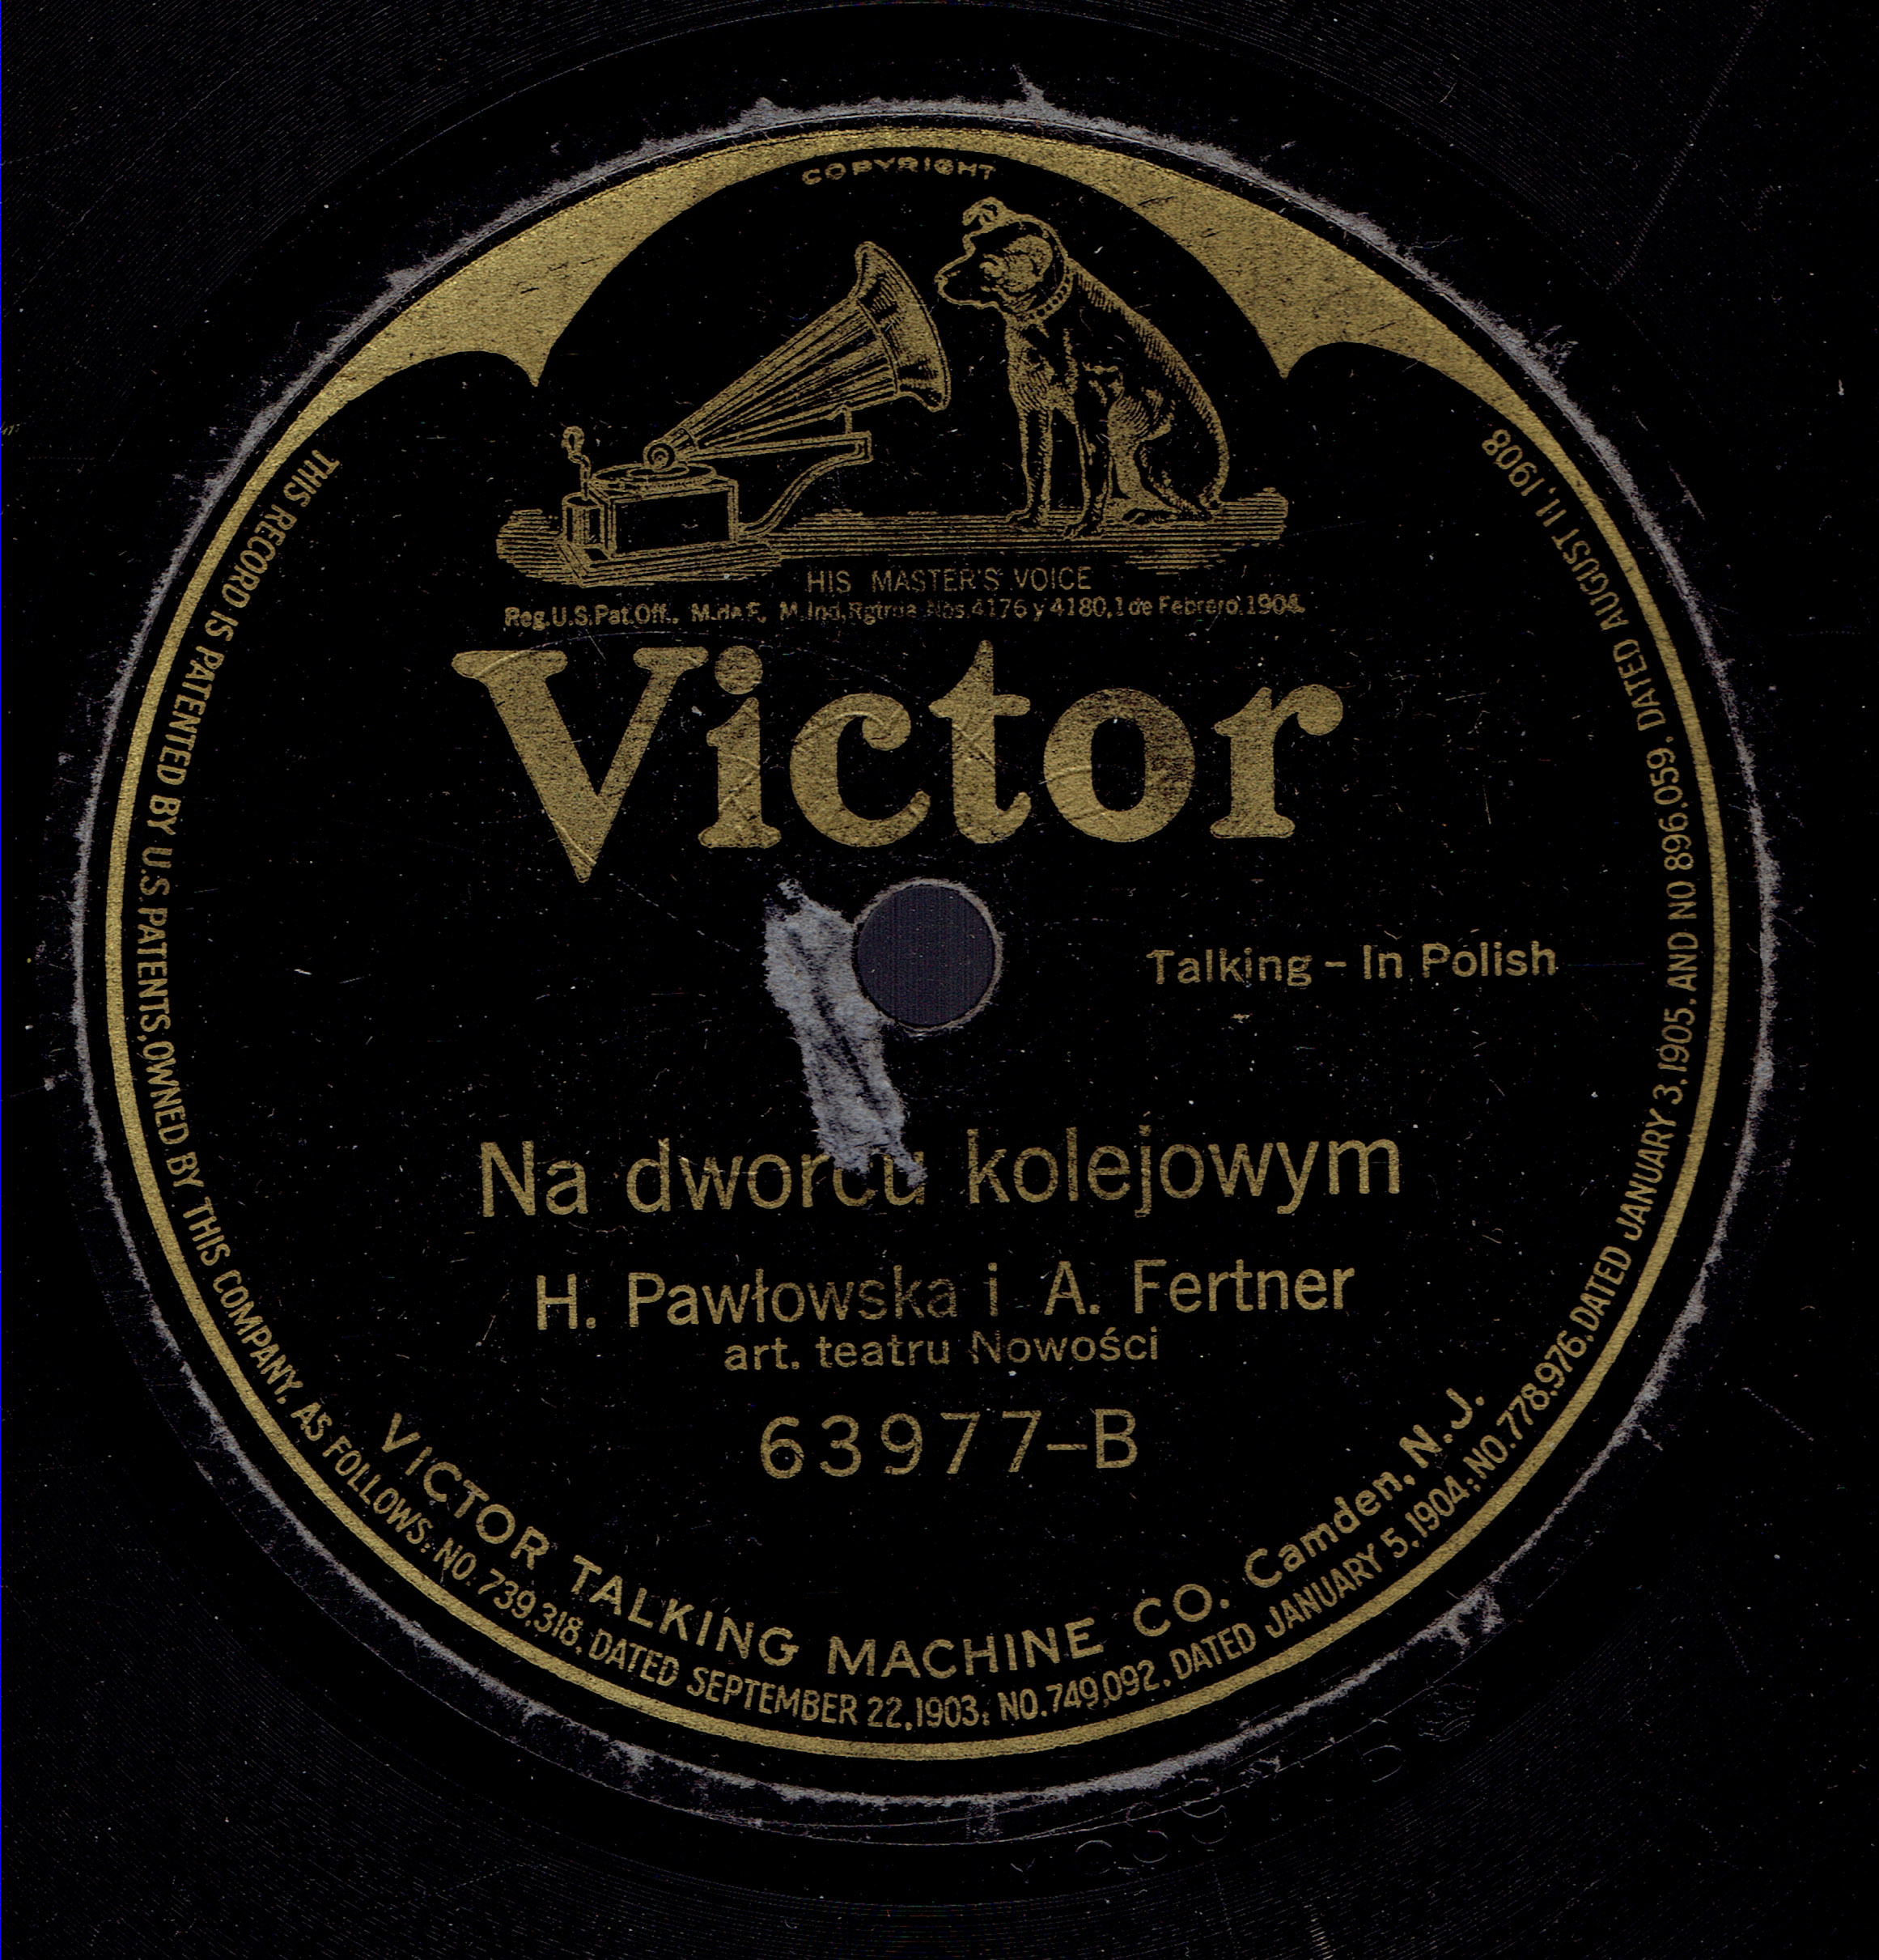 COPYRIGHT
HIS MASTER'S VOICE
Reg.U.S.Pat.Off., M.de F. M.Ind,Rgtrda Nos.4176 y 4180,1 de Febrero,1904.
Victor
Talking – In Polish
Na dworcu kolejowym
H. Pawłowska i A. Fertner
art. teatru Nowości
63977–B
VICTOR TALKING MACHINE CO. Camden, N.J.
THIS RECORD IS PATENTED BY U.S. PATENTS, OWNED BY THIS COMPANY, AS FOLLOWS: NO. 739,318, DATED SEPTEMBER 22,1903; NO. 749,092, DATED JANUARY 5,1904; NO. 778,976, DATED JANUARY 3,1905, AND NO 896,059, DATED AUGUST 11,1908